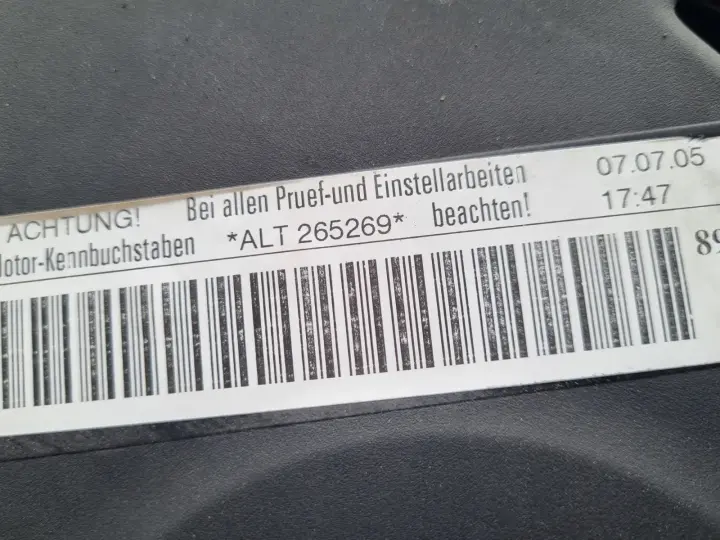 ACHTUNG! Bei allen Pruef-und Einstellarbeiten 07.07.05
Motor-Kennbuchstaben *ALT 265269* beachten! 17:47